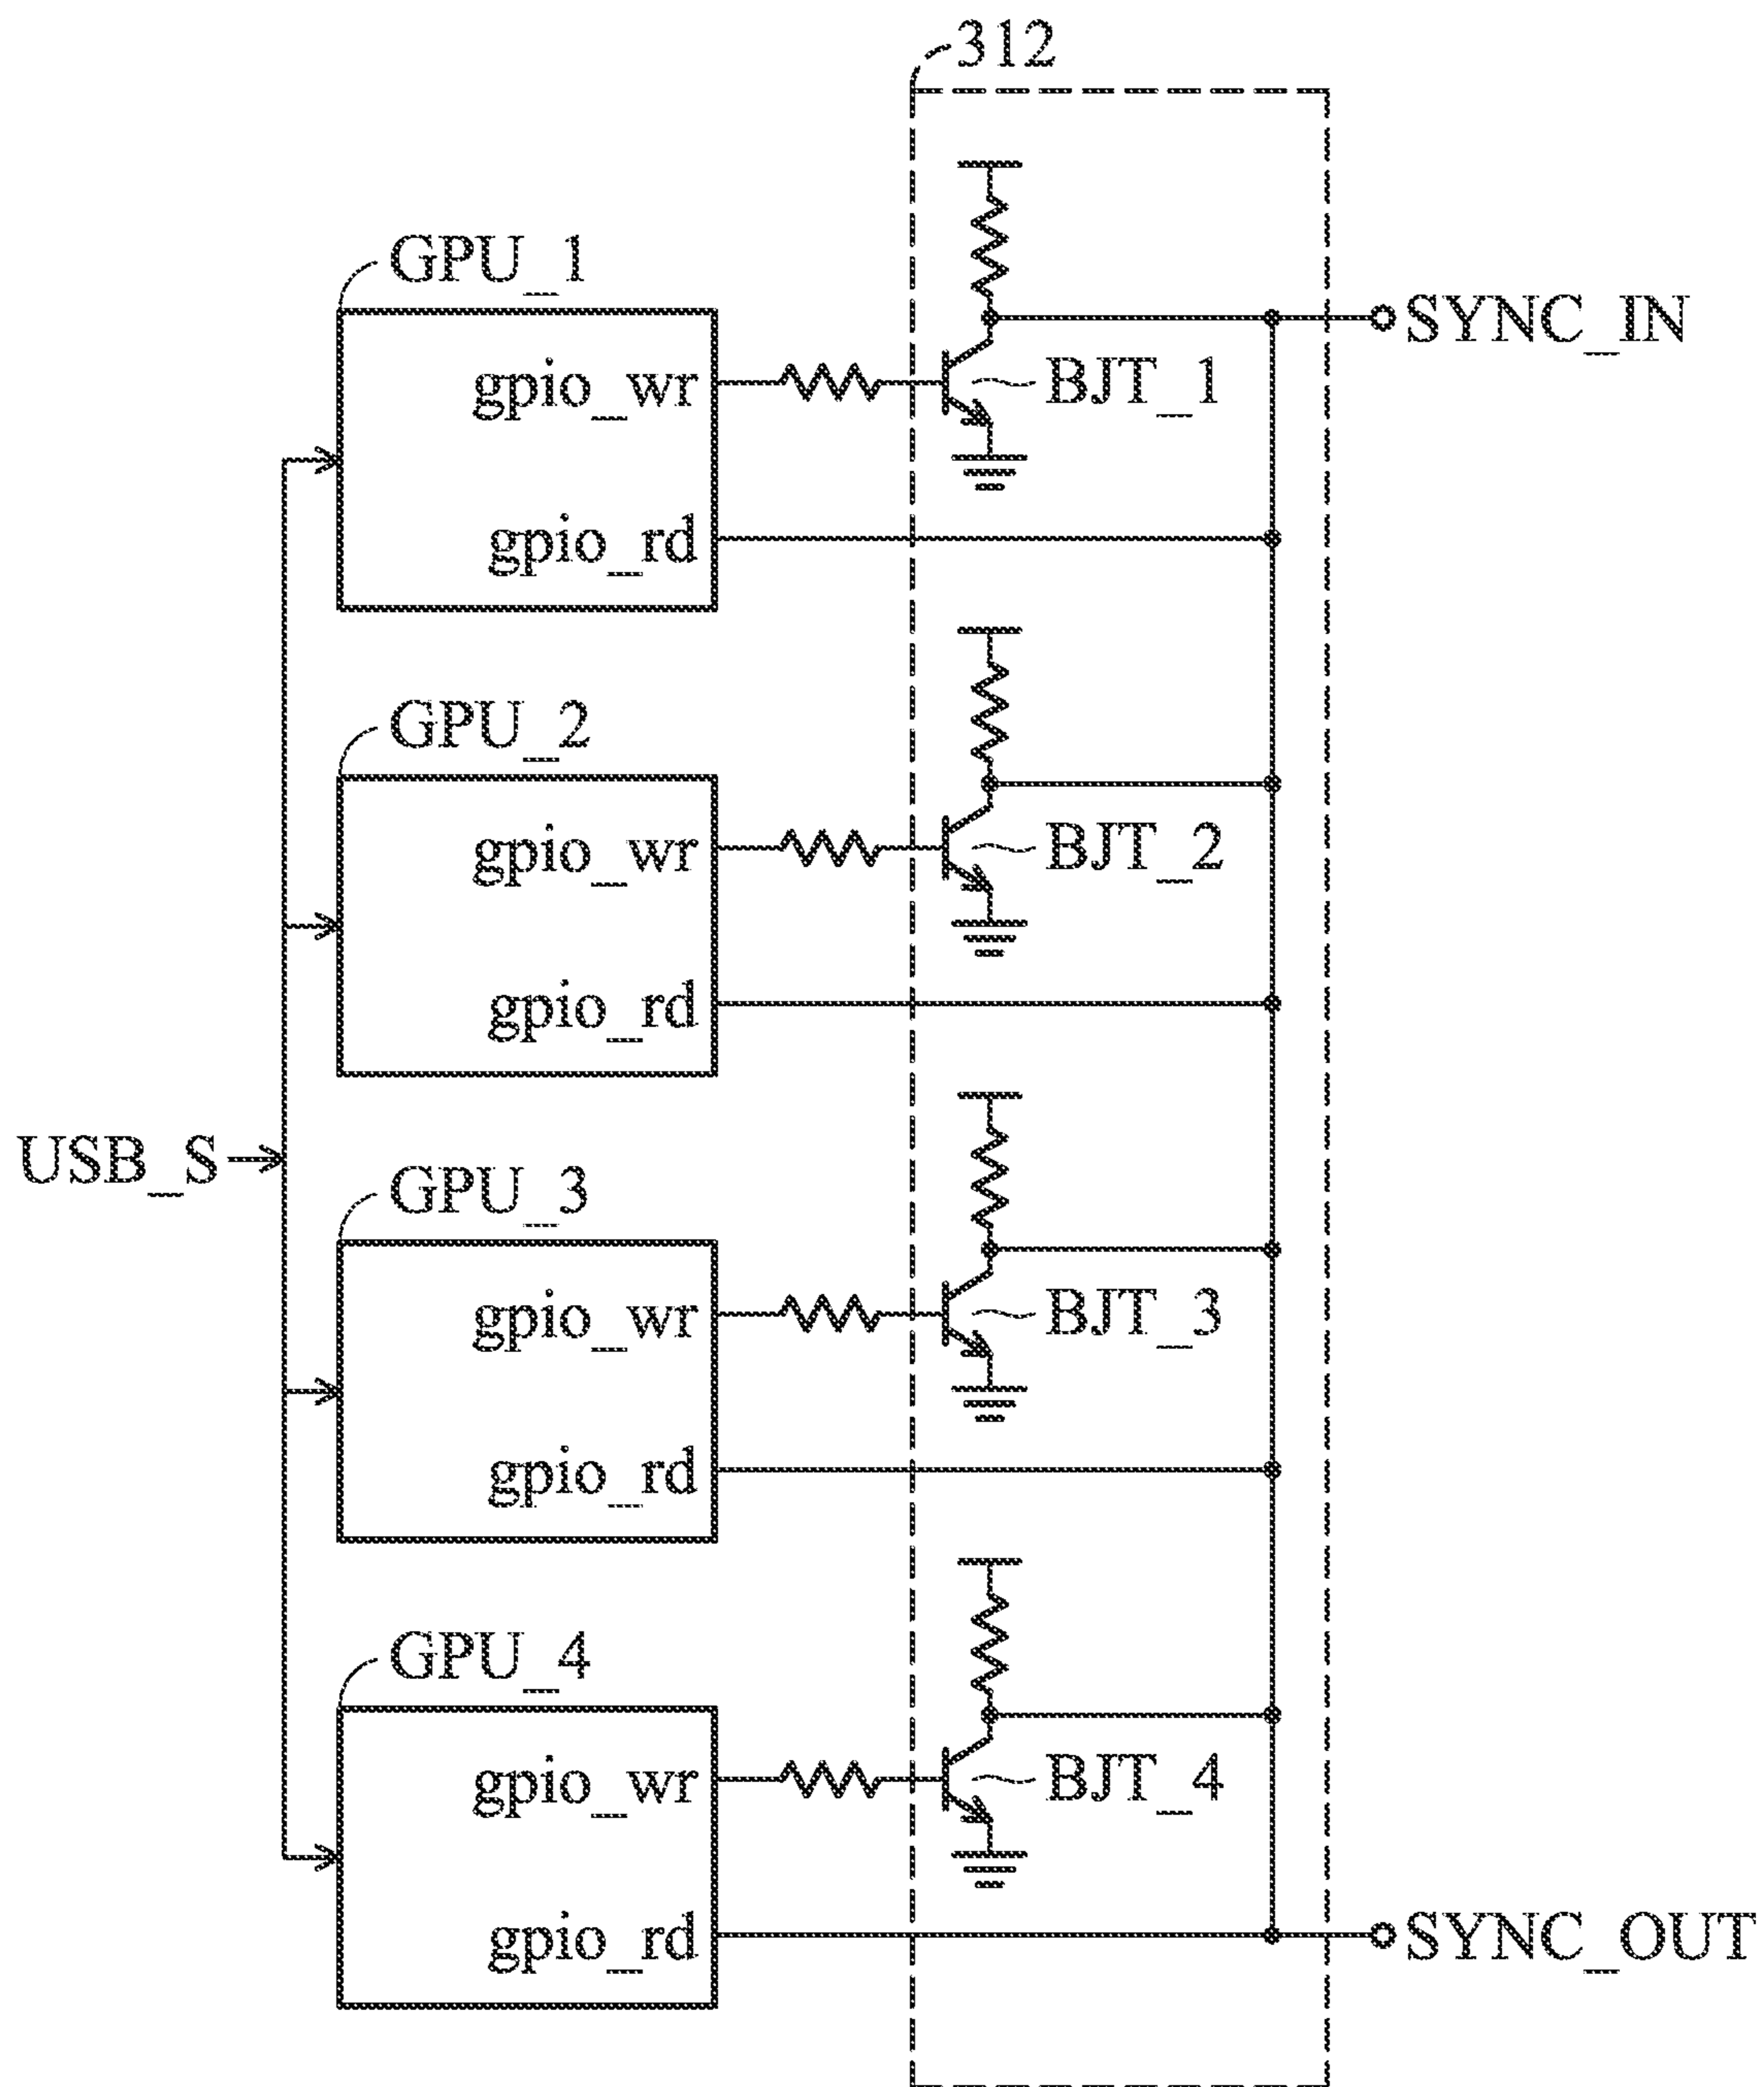 312
GPU_1
SYNC_IN
gpio_wr
BJT_1
gpio_rd
GPU_2
gpio_wr
BJT_2
gpio_rd
USB_S
GPU_3
gpio_wr
BJT_3
gpio_rd
GPU_4
gpio_wr
BJT_4
gpio_rd
SYNC_OUT